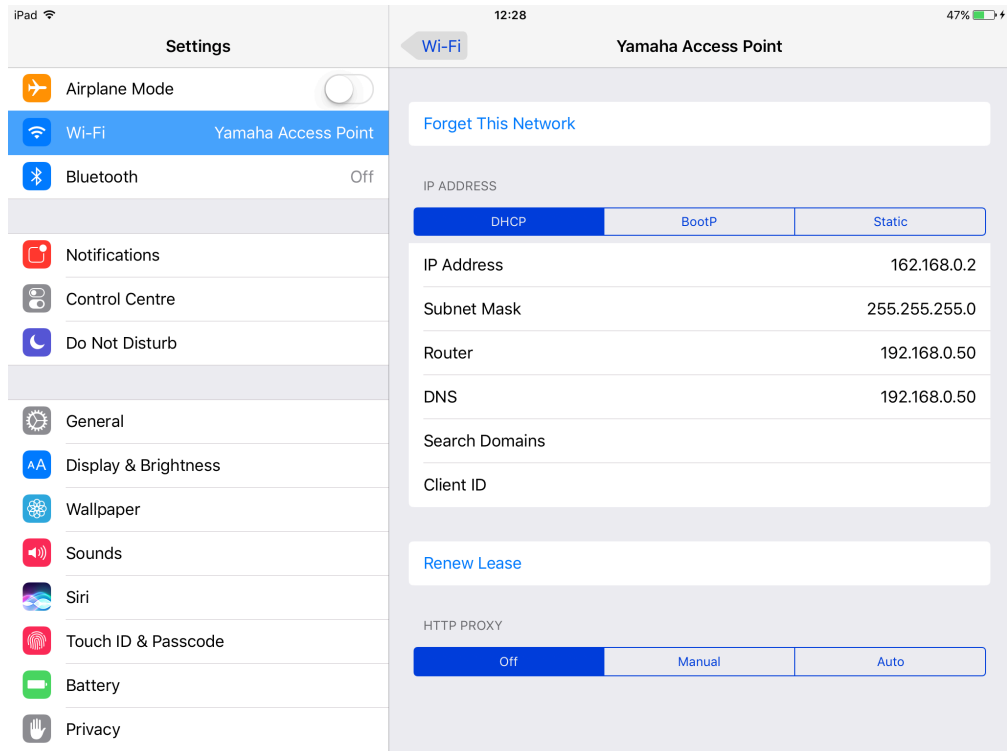 iPad 12:28 47%
Settings
Airplane Mode
Wi-Fi Yamaha Access Point
Bluetooth Off
Notifications
Control Centre
Do Not Disturb
General
AA Display & Brightness
Wallpaper
Sounds
Siri
Touch ID & Passcode
Battery
Privacy
Wi-Fi Yamaha Access Point
Forget This Network
IP ADDRESS
DHCP BootP Static
IP Address 162.168.0.2
Subnet Mask 255.255.255.0
Router 192.168.0.50
DNS 192.168.0.50
Search Domains
Client ID
Renew Lease
HTTP PROXY
Off Manual Auto